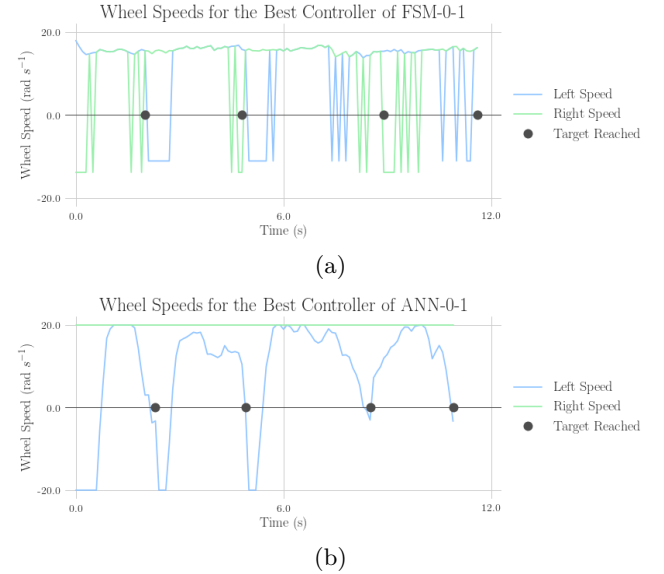 Wheel Speeds for the Best Controller of FSM-0-1
20.0
0.0
-20.0
Wheel Speed (rad s⁻¹)
0.0
6.0
12.0
Time (s)
Left Speed
Right Speed
Target Reached
(a)
Wheel Speeds for the Best Controller of ANN-0-1
20.0
0.0
-20.0
Wheel Speed (rad s⁻¹)
0.0
6.0
12.0
Time (s)
Left Speed
Right Speed
Target Reached
(b)